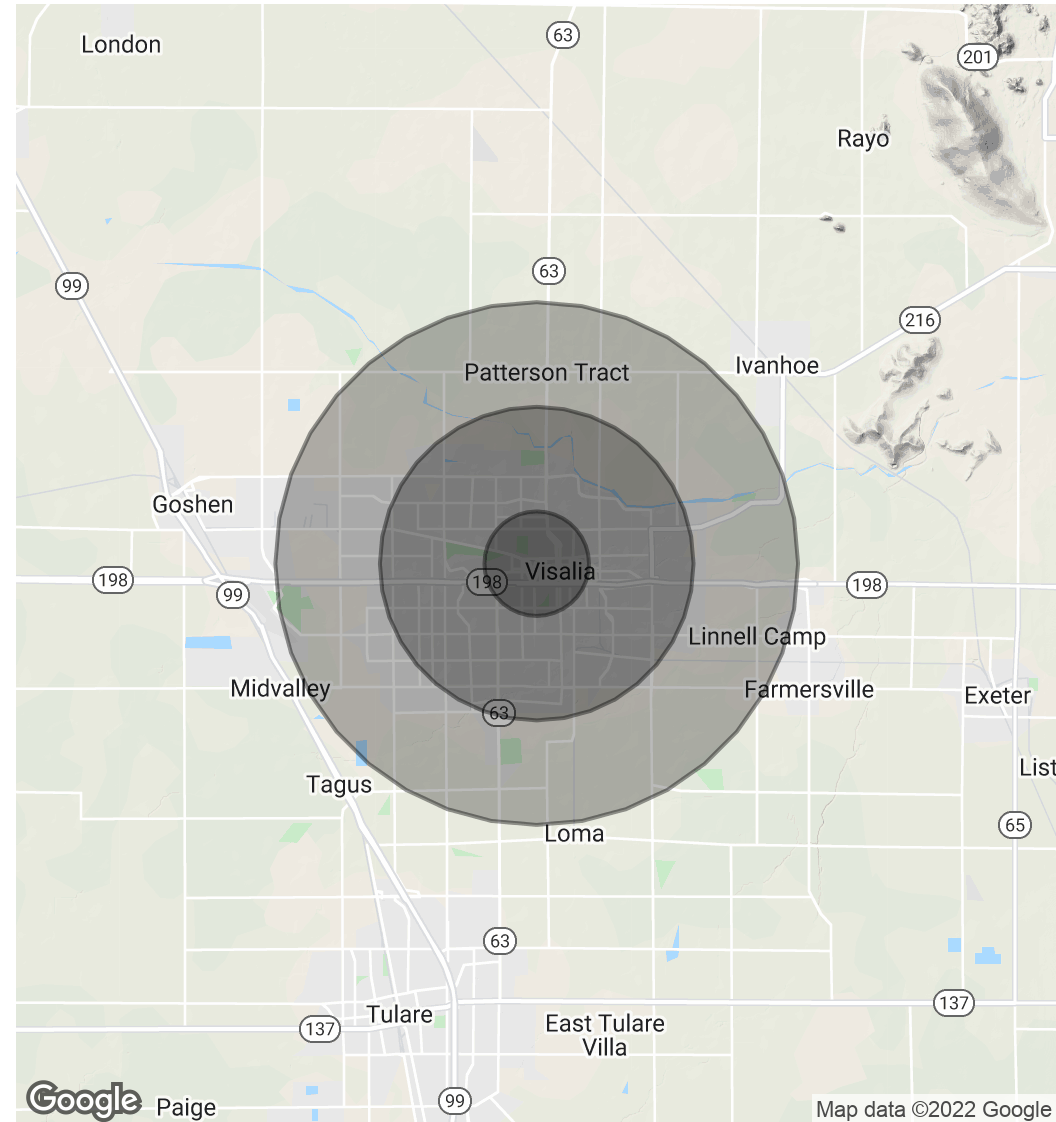 London
63
201
Rayo
63
99
216
Ivanhoe
Patterson Tract
Goshen
Visalia
198
198
198
99
Linnell Camp
Midvalley
Farmersville
Exeter
63
List
Tagus
65
Loma
63
137
Tulare
East Tulare
Villa
137
99
Google
Paige
Map data ©2022 Google